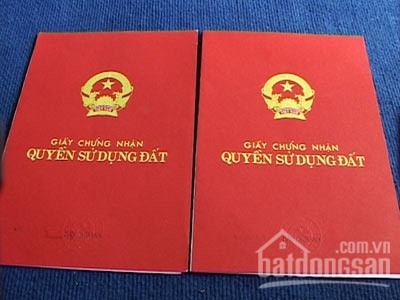 GIẤY CHỨNG NHẬN
QUYỀN SỬ DỤNG ĐẤT
GIẤY CHỨNG NHẬN
QUYỀN SỬ DỤNG ĐẤT
.com.vn
batdongsan